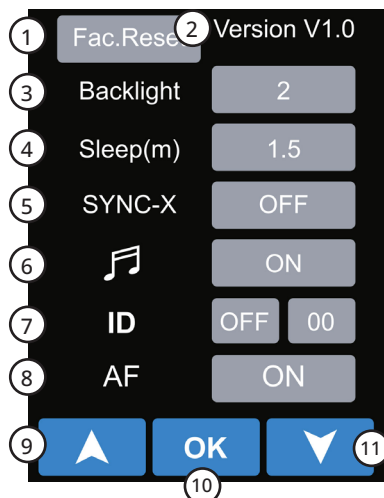 1 Fac.Rese 2 Version V1.0
3 Backlight 2
4 Sleep(m) 1.5
5 SYNC-X OFF
6 ON
7 ID OFF 00
8 AF ON
9 OK 11
10